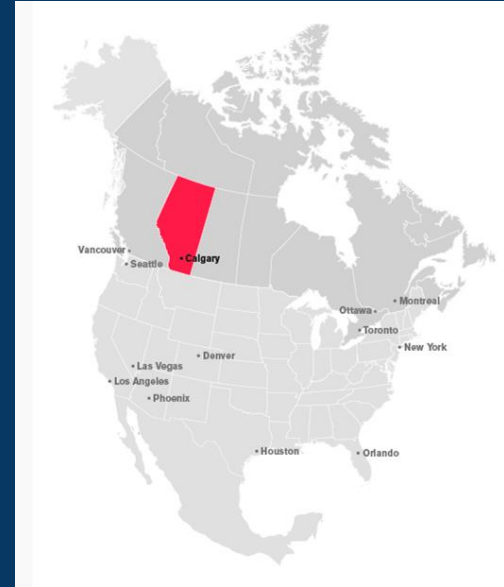 Vancouver
Seattle
Calgary
Ottawa
Montreal
Toronto
New York
Denver
Las Vegas
Los Angeles
Phoenix
Houston
Orlando